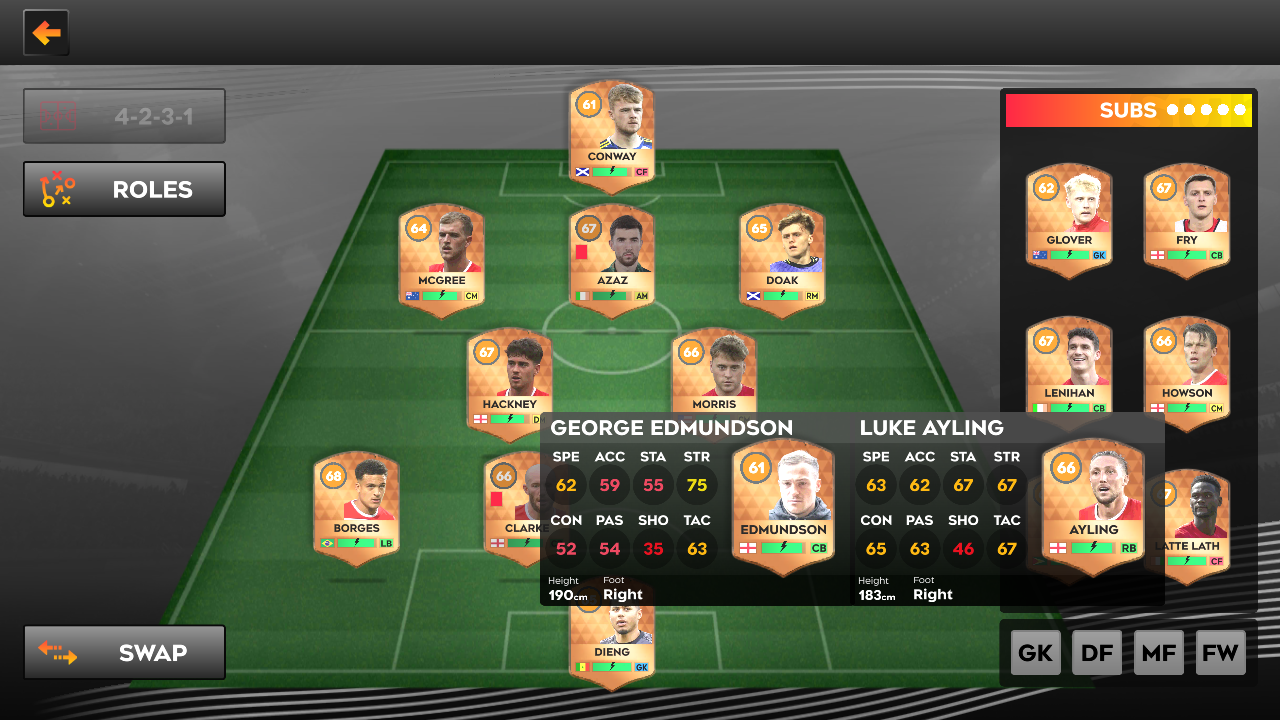 4-2-3-1
ROLES
SWAP
61
CONWAY
CF
64
MCGREE
CM
67
AZAZ
AM
65
DOAK
RM
67
HACKNEY
66
MORRIS
68
BORGES
LB
66
CLARKE
DIENG
GK
GEORGE EDMUNDSON
SPE ACC STA STR
62 59 55 75
CON PAS SHO TAC
52 54 35 63
Height Foot
190cm Right
61
EDMUNDSON
CB
LUKE AYLING
SPE ACC STA STR
63 62 67 67
CON PAS SHO TAC
65 63 46 67
Height Foot
183cm Right
66
AYLING
RB
SUBS
62
GLOVER
GK
67
FRY
CB
67
LENIHAN
CB
66
HOWSON
CM
LATTE LATH
CF
GK DF MF FW